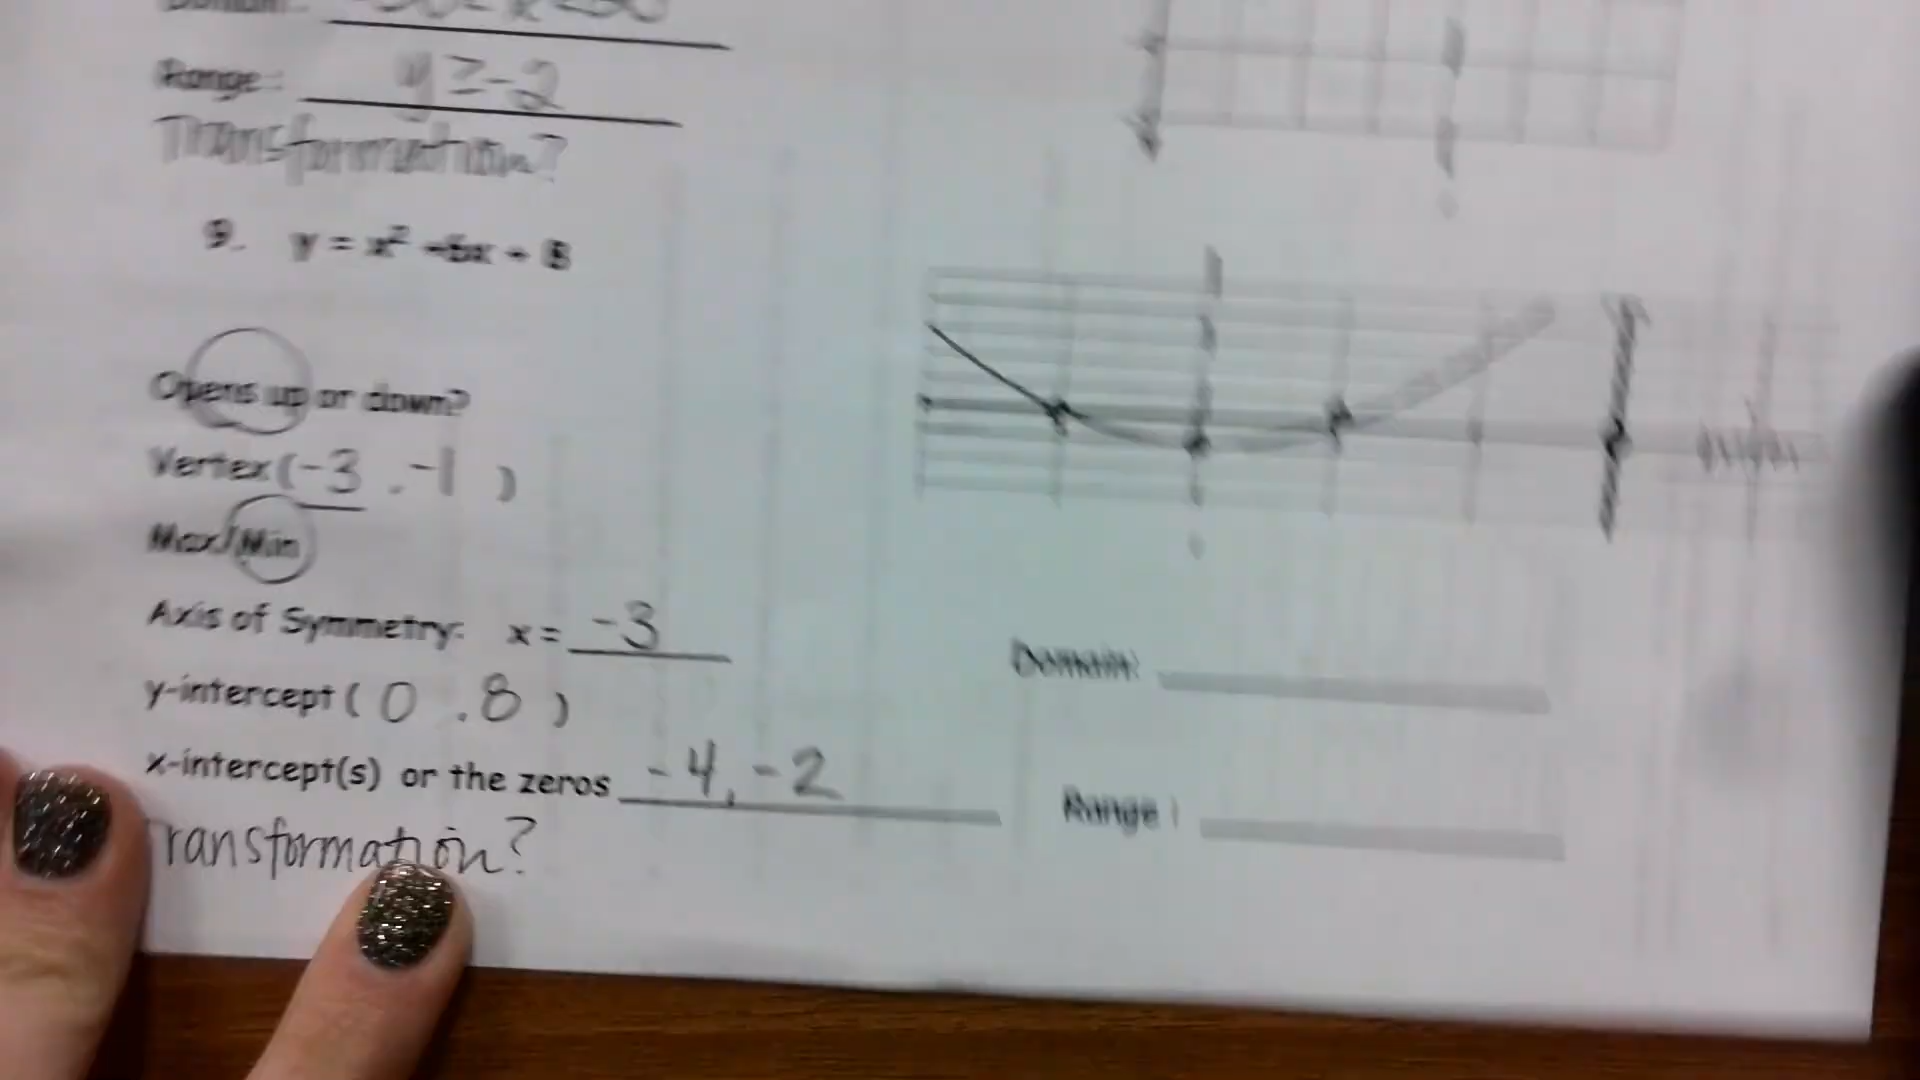 Range: y ≥ -2
Transformation?
9. y = x² +6x + 8
Opens up or down?
Vertex (-3 , -1 )
Max/Min
Axis of Symmetry: x = -3
y-intercept ( 0 , 8 )
x-intercept(s) or the zeros -4, -2
Transformation?
Domain:
Range :